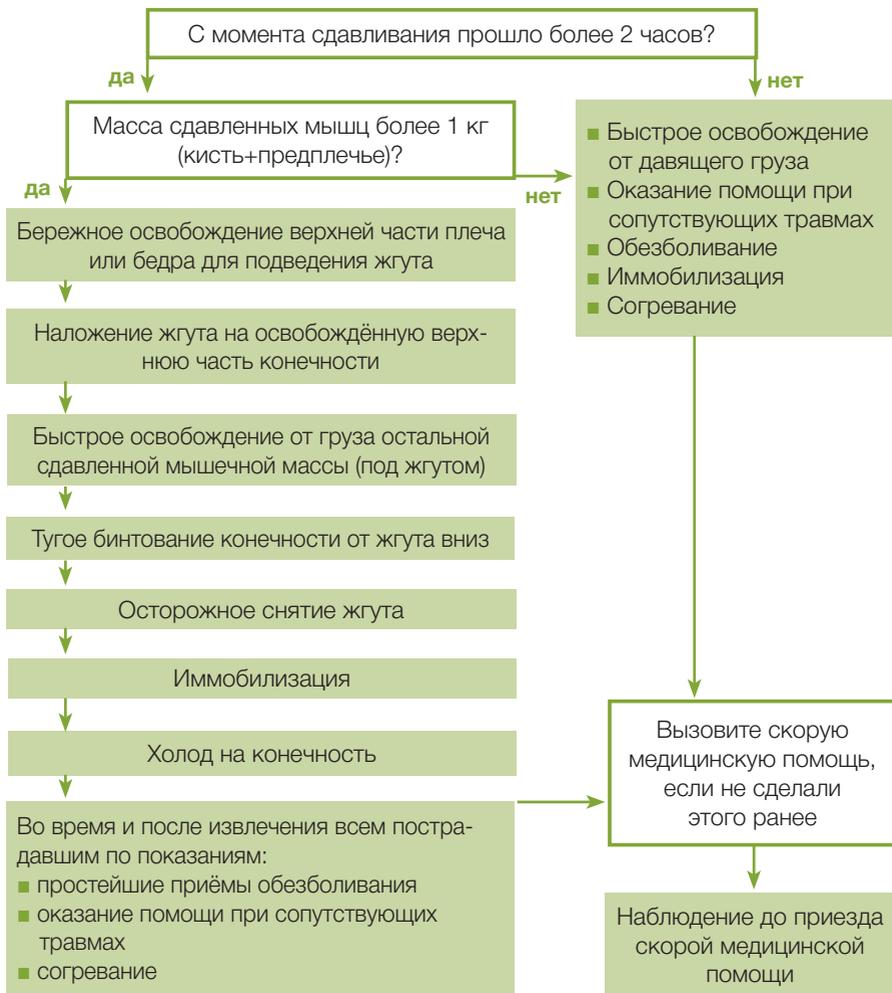 С момента сдавливания прошло более 2 часов?
да
нет
Масса сдавленных мышц более 1 кг
(кисть+предплечье)?
да
нет
■ Быстрое освобождение
от давящего груза
■ Оказание помощи при
сопутствующих травмах
■ Обезболивание
■ Иммобилизация
■ Согревание
Бережное освобождение верхней части плеча
или бедра для подведения жгута
Наложение жгута на освобождённую верх-
нюю часть конечности
Быстрое освобождение от груза остальной
сдавленной мышечной массы (под жгутом)
Тугое бинтование конечности от жгута вниз
Осторожное снятие жгута
Иммобилизация
Холод на конечность
Во время и после извлечения всем постра-
давшим по показаниям:
■ простейшие приёмы обезболивания
■ оказание помощи при сопутствующих
травмах
■ согревание
Вызовите скорую
медицинскую помощь,
если не сделали
этого ранее
Наблюдение до приезда
скорой медицинской
помощи